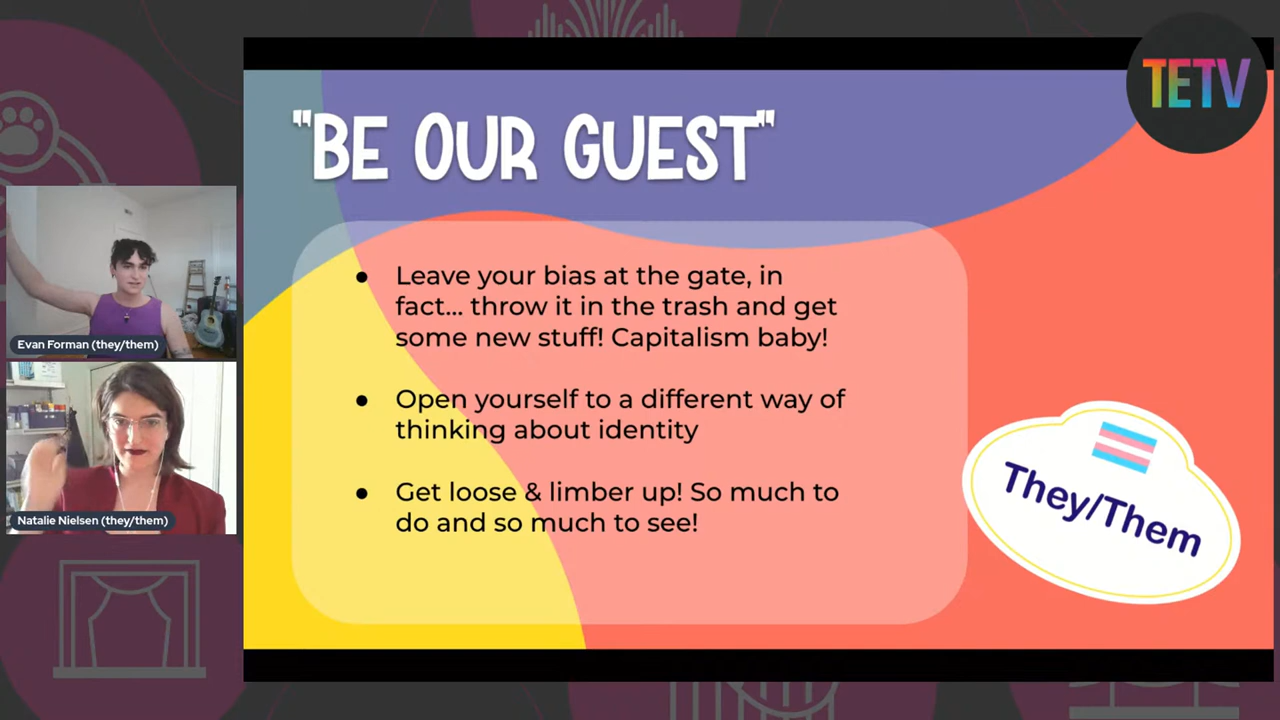 TETV
"BE OUR GUEST"
● Leave your bias at the gate, in
fact... throw it in the trash and get
some new stuff! Capitalism baby!
● Open yourself to a different way of
thinking about identity
● Get loose & limber up! So much to
do and so much to see!
They/Them
Evan Forman (they/them)
Natalie Nielsen (they/them)